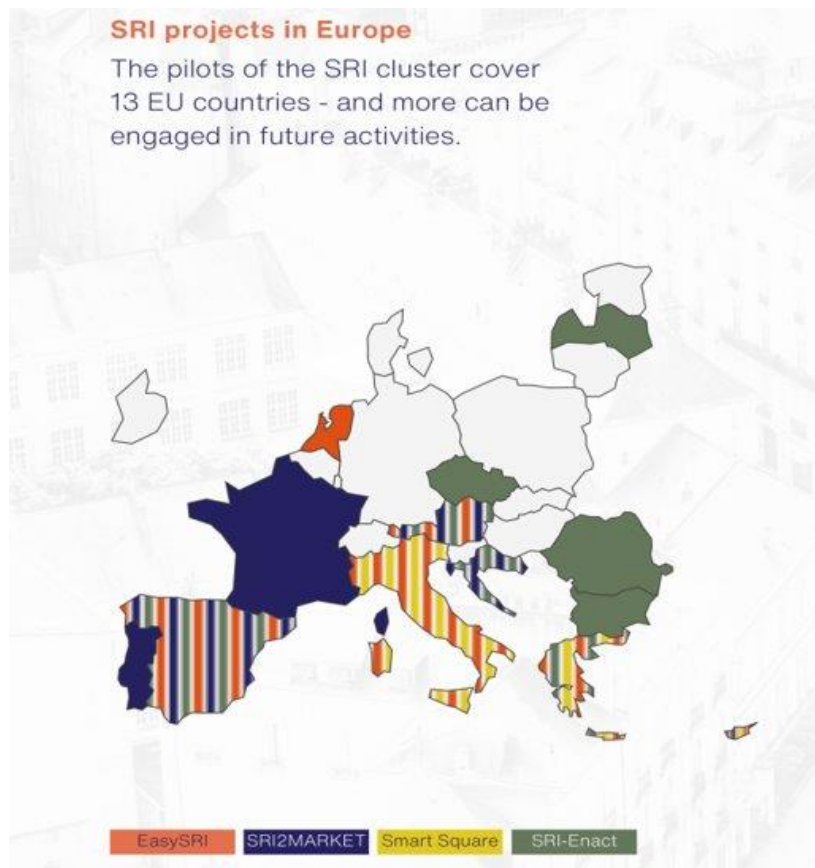 SRI projects in Europe
The pilots of the SRI cluster cover
13 EU countries - and more can be
engaged in future activities.
EasySRI
SRI2MARKET
Smart Square
SRI-Enact